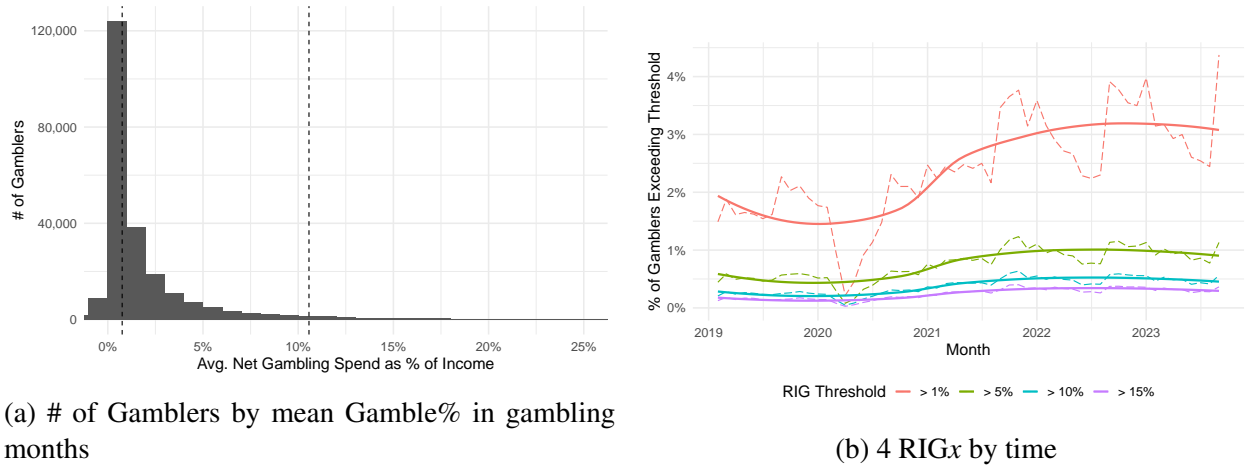 120,000
80,000
40,000
0
# of Gamblers
0%
5%
10%
15%
20%
25%
Avg. Net Gambling Spend as % of Income
(a) # of Gamblers by mean Gamble% in gambling
months
4%
3%
2%
1%
0%
% of Gamblers Exceeding Threshold
2019
2020
2021
2022
2023
Month
RIG Threshold > 1% > 5% > 10% > 15%
(b) 4 RIGx by time